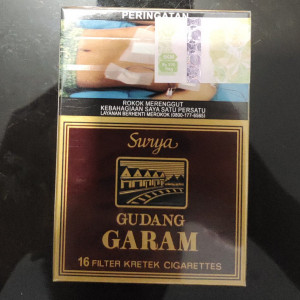 PERINGATAN
ROKOK MERENGGUT
KEBAHAGIAAN SAYA SATU PERSATU
LAYANAN BERHENTI MEROKOK (0800-177-6565)
Surya
GUDANG
GARAM
16 FILTER KRETEK CIGARETTES